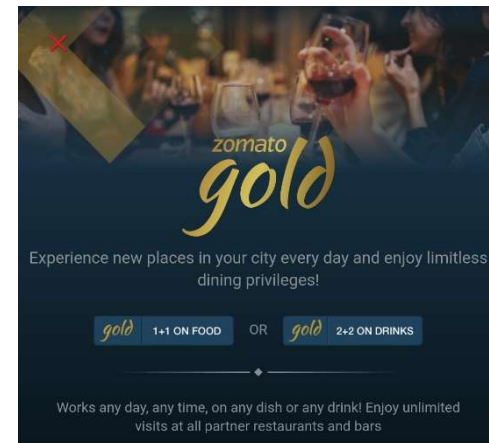 zomato
gold
Experience new places in your city every day and enjoy limitless
dining privileges!
gold 1+1 ON FOOD OR gold 2+2 ON DRINKS
Works any day, any time, on any dish or any drink! Enjoy unlimited
visits at all partner restaurants and bars